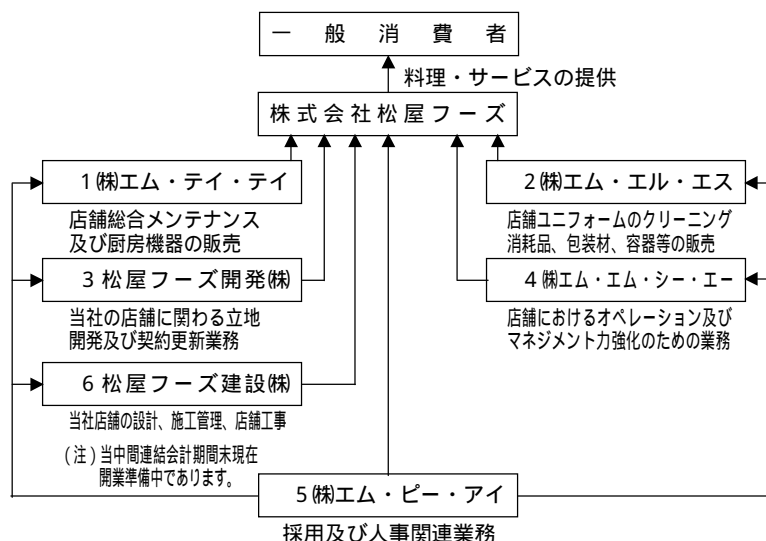 一般消費者
料理・サービスの提供
株式会社松屋フーズ
1㈱エム・テイ・テイ
店舗総合メンテナンス
及び厨房機器の販売
2㈱エム・エル・エス
店舗ユニフォームのクリーニング
消耗品、包装材、容器等の販売
3 松屋フーズ開発㈱
当社の店舗に関わる立地
開発及び契約更新業務
4㈱エム・エム・シー・エー
店舗におけるオペレーション及び
マネジメント力強化のための業務
6 松屋フーズ建設㈱
当社店舗の設計、施工管理、店舗工事
(注)当中間連結会計期間末現在
開業準備中であります。
5㈱エム・ピー・アイ
採用及び人事関連業務